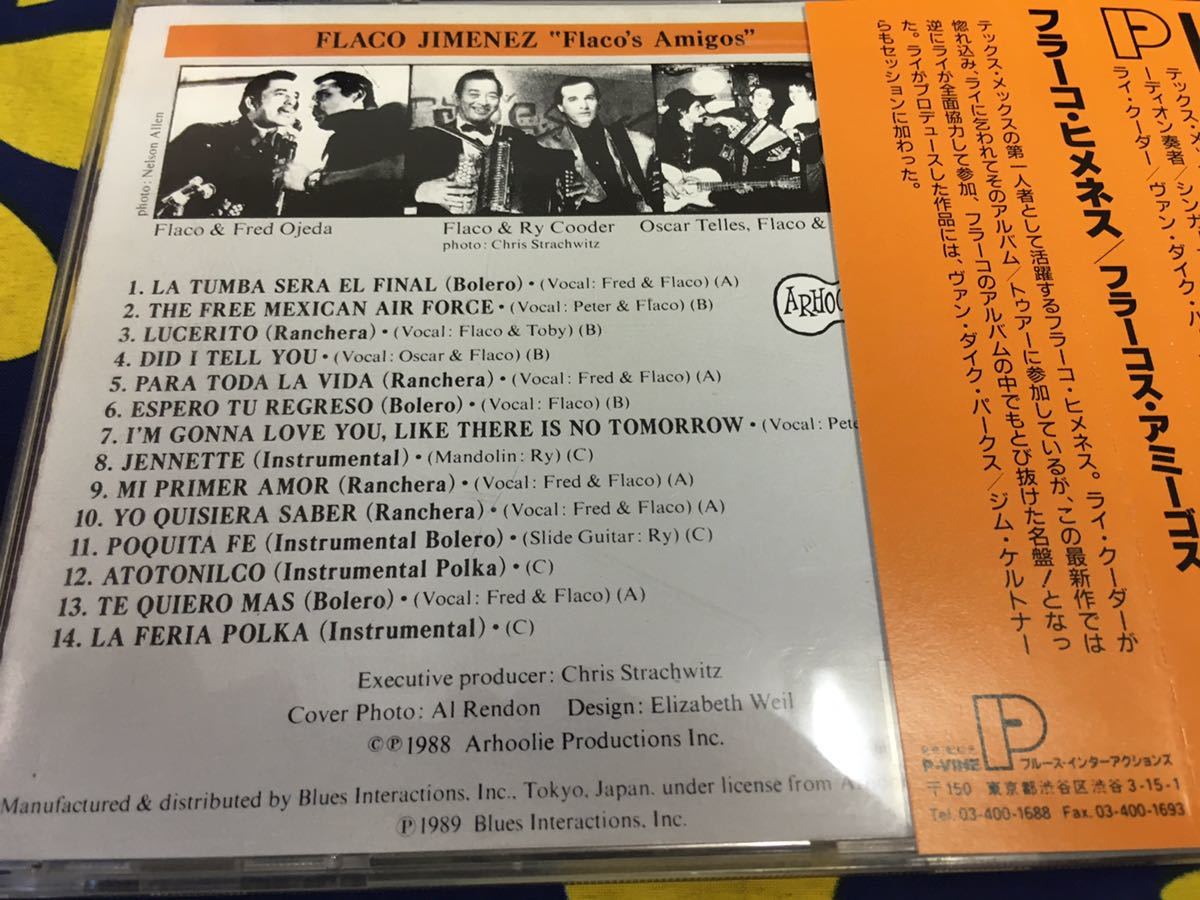 FLACO JIMENEZ "Flaco's Amigos"
photo: Nelson Allen
Flaco & Fred Ojeda
Flaco & Ry Cooder
photo: Chris Strachwitz
Oscar Telles, Flaco &
1. LA TUMBA SERA EL FINAL (Bolero)・(Vocal: Fred & Flaco) (A)
2. THE FREE MEXICAN AIR FORCE・(Vocal: Peter & Flaco) (B)
3. LUCERITO (Ranchera)・(Vocal: Flaco & Toby) (B)
4. DID I TELL YOU・(Vocal: Oscar & Flaco) (B)
5. PARA TODA LA VIDA (Ranchera)・(Vocal: Fred & Flaco) (A)
6. ESPERO TU REGRESO (Bolero)・(Vocal: Flaco) (B)
7. I'M GONNA LOVE YOU, LIKE THERE IS NO TOMORROW・(Vocal: Pete
8. JENNETTE (Instrumental)・(Mandolin: Ry) (C)
9. MI PRIMER AMOR (Ranchera)・(Vocal: Fred & Flaco) (A)
10. YO QUISIERA SABER (Ranchera)・(Vocal: Fred & Flaco) (A)
11. POQUITA FE (Instrumental Bolero)・(Slide Guitar: Ry) (C)
12. ATOTONILCO (Instrumental Polka)・(C)
13. TE QUIERO MAS (Bolero)・(Vocal: Fred & Flaco) (A)
14. LA FERIA POLKA (Instrumental)・(C)
ARHOO
Executive producer: Chris Strachwitz
Cover Photo: Al Rendon Design: Elizabeth Weil
©℗1988 Arhoolie Productions Inc.
Manufactured & distributed by Blues Interactions, Inc., Tokyo, Japan. under license from A
℗1989 Blues Interactions, Inc.
テックス、メ
ーディオン奏者/シンガ
ライ・クーダー/ヴァン・ダイク・パ
フラーコ・ヒメネス/フラーコス・アミーゴス
テックス・メックスの第一人者として活躍するフラーコ・ヒメネス。ライ・クーダーが
惚れ込み、ライに乞われてそのアルバム/トゥアーに参加しているが、この最新作では
逆にライが全面協力して参加、フラーコのアルバムの中でもとび抜けた名盤!となっ
た。ライがプロデュースした作品には、ヴァン・ダイク・パークス/ジム・ケルトナー
らもセッションに加わった。
P-VINE
ブルース・インターアクションズ
〒150 東京都渋谷区渋谷3-15-1
Tel. 03-400-1688 Fax. 03-400-1693